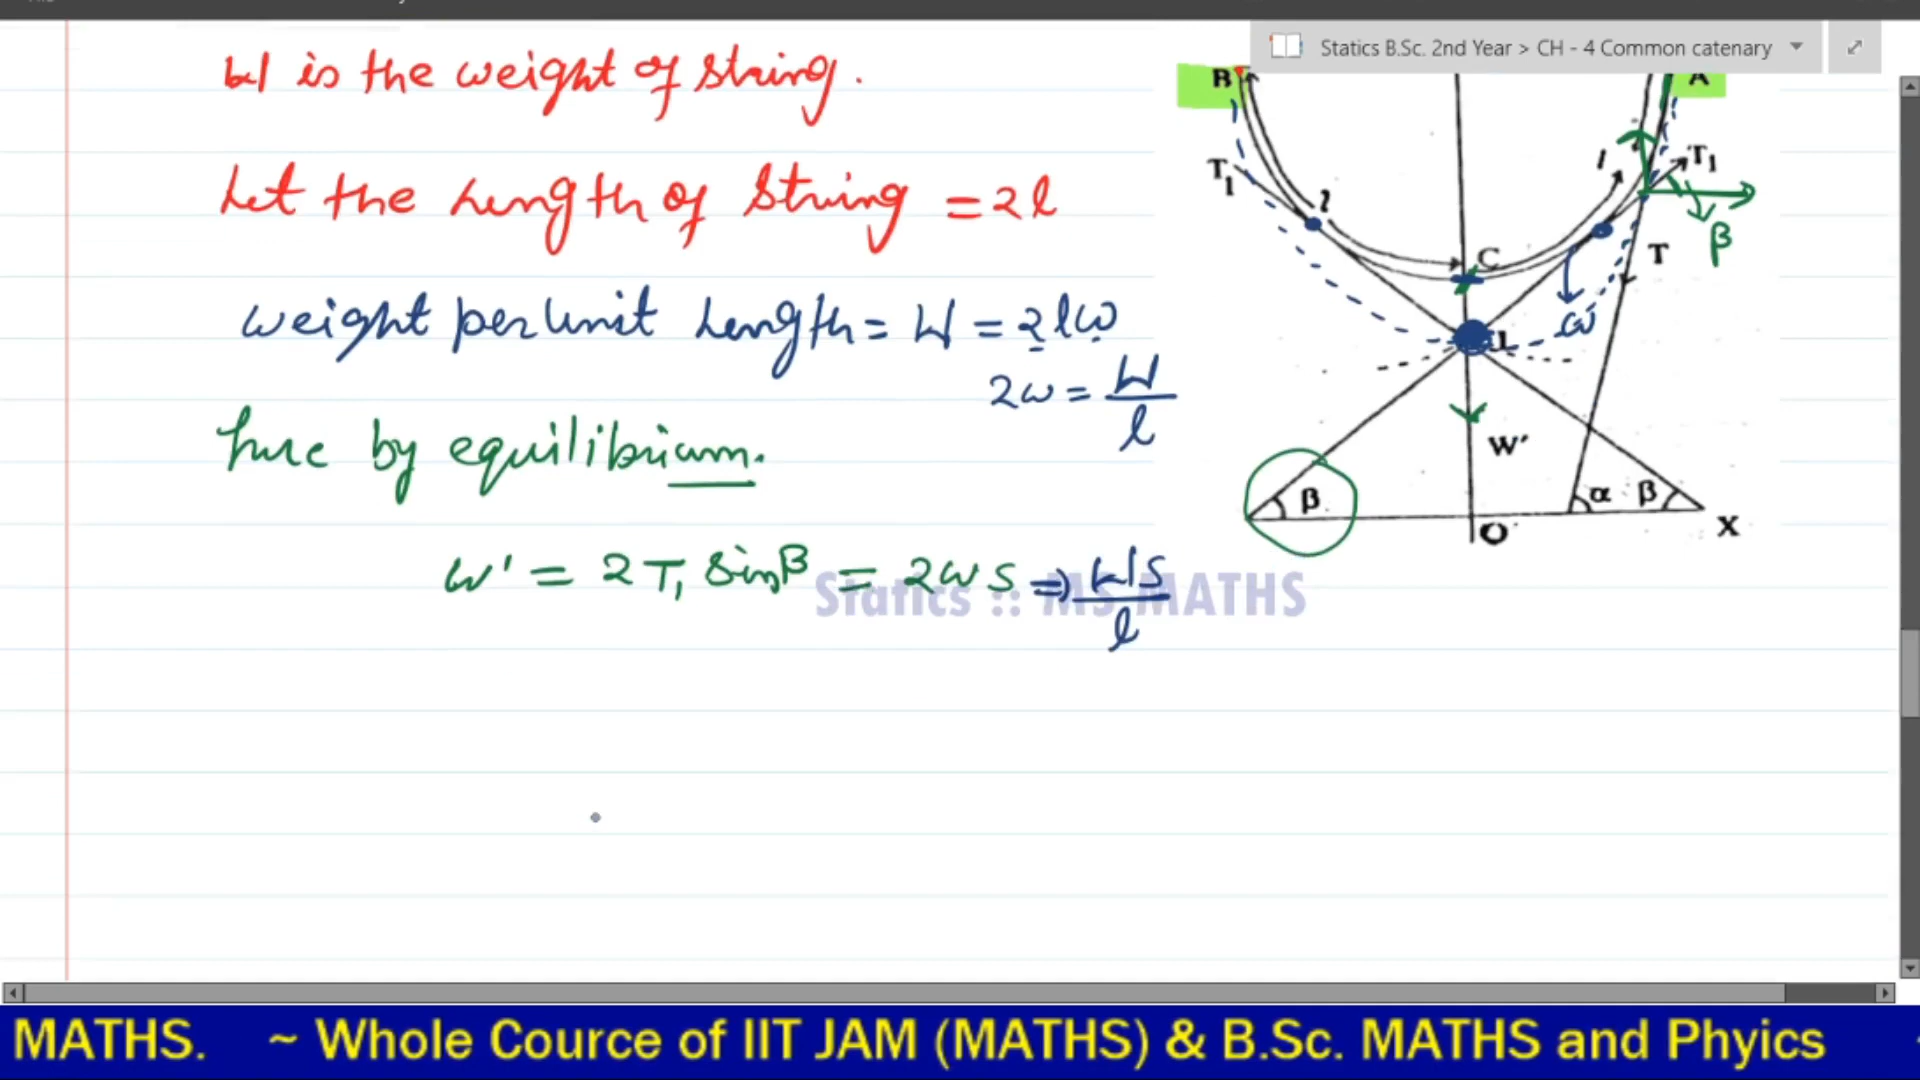 Statics B.Sc. 2nd Year > CH - 4 Common catenary
W is the weight of string.
Let the Length of String = 2l
weight per unit Length = W = 2lω
2ω = W/l
here by equilibrium.
W' = 2T₁ sinβ = 2ωS ⇒ WS/l
B
A
T₁
l
l
T₁
β
C
T
ω
L
W'
β
α
β
O
X
Statics :: MS MATHS
MATHS. ~ Whole Cource of IIT JAM (MATHS) & B.Sc. MATHS and Phyics